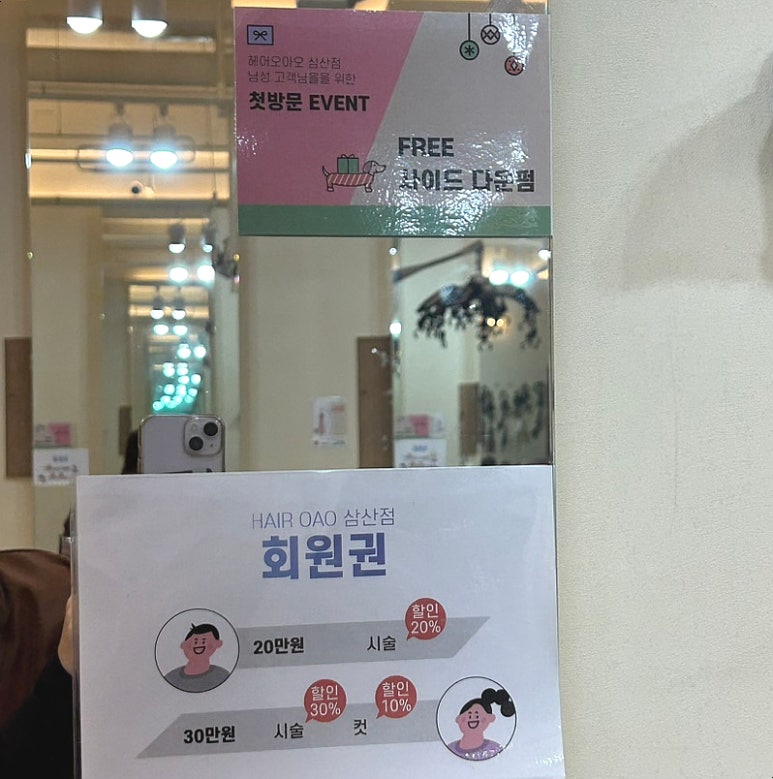 헤어오아오 삼산점
남성 고객님들을 위한
첫방문 EVENT
FREE
사이드 다운펌
HAIR OAO 삼산점
회원권
할인
20%
20만원 시술
할인
30%
할인
10%
30만원 시술 컷